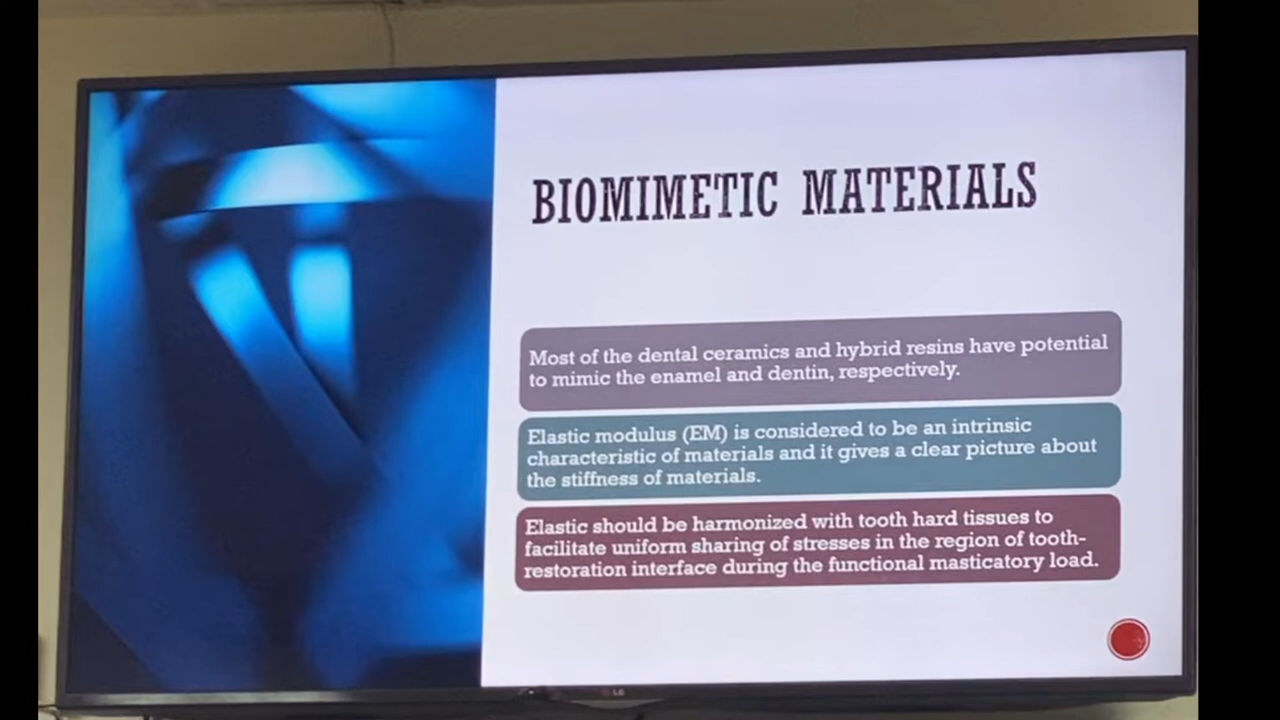 BIOMIMETIC MATERIALS
Most of the dental ceramics and hybrid resins have potential
to mimic the enamel and dentin, respectively.
Elastic modulus (EM) is considered to be an intrinsic
characteristic of materials and it gives a clear picture about
the stiffness of materials.
Elastic should be harmonized with tooth hard tissues to
facilitate uniform sharing of stresses in the region of tooth-
restoration interface during the functional masticatory load.
LG